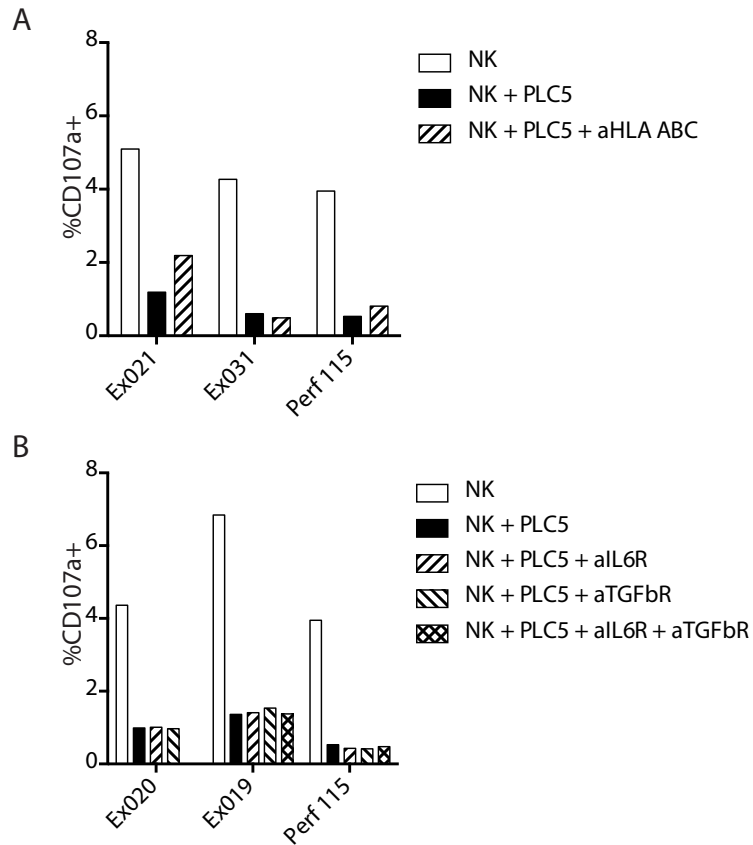 A
%CD107a+
8
6
4
2
0
Ex021
Ex031
Perf 115
NK
NK + PLC5
NK + PLC5 + aHLA ABC
B
%CD107a+
8
6
4
2
0
Ex020
Ex019
Perf 115
NK
NK + PLC5
NK + PLC5 + aIL6R
NK + PLC5 + aTGFbR
NK + PLC5 + aIL6R + aTGFbR